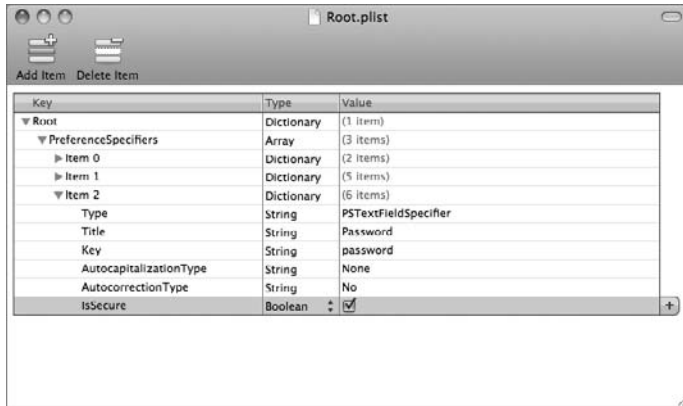 Root.plist
Add Item Delete Item
Key Type Value
Root Dictionary (1 item)
PreferenceSpecifiers Array (3 items)
Item 0 Dictionary (2 items)
Item 1 Dictionary (5 items)
Item 2 Dictionary (6 items)
Type String PSTextFieldSpecifier
Title String Password
Key String password
AutocapitalizationType String None
AutocorrectionType String No
IsSecure Boolean